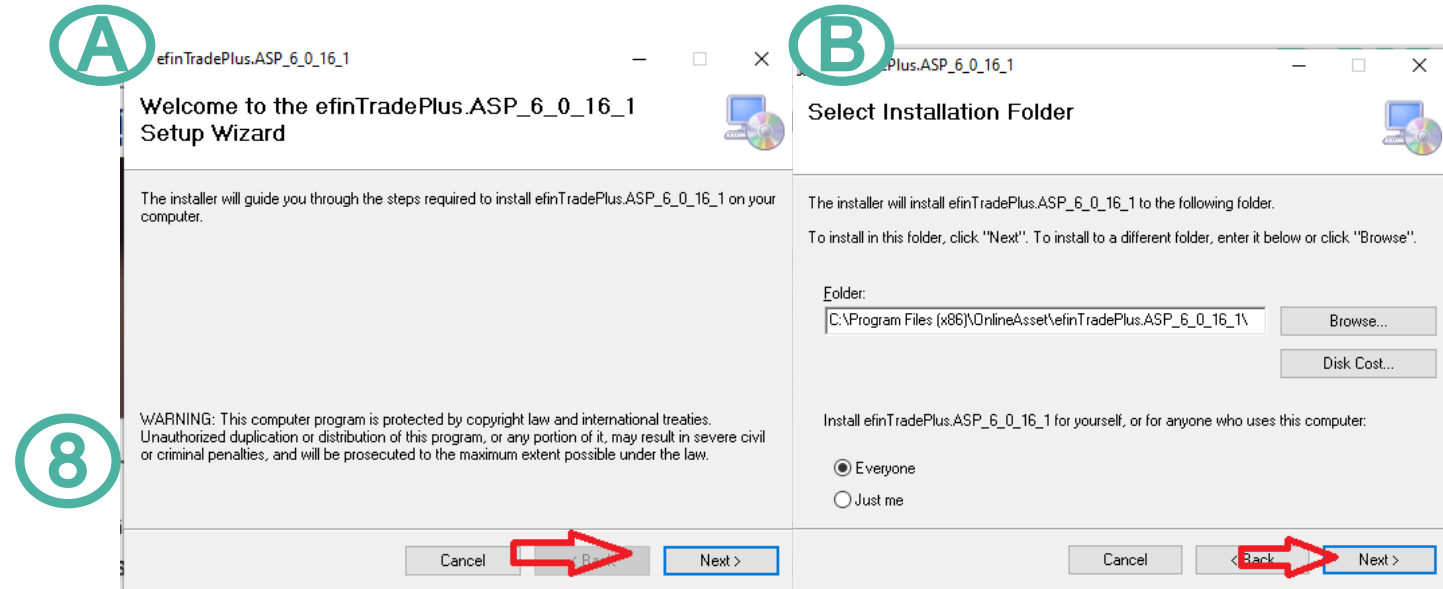 A
efinTradePlus.ASP_6_0_16_1
Welcome to the efinTradePlus.ASP_6_0_16_1
Setup Wizard
The installer will guide you through the steps required to install efinTradePlus.ASP_6_0_16_1 on your
computer.
WARNING: This computer program is protected by copyright law and international treaties.
Unauthorized duplication or distribution of this program, or any portion of it, may result in severe civil
or criminal penalties, and will be prosecuted to the maximum extent possible under the law.
8
Cancel
Next >
B
Plus.ASP_6_0_16_1
Select Installation Folder
The installer will install efinTradePlus.ASP_6_0_16_1 to the following folder.
To install in this folder, click "Next". To install to a different folder, enter it below or click "Browse".
Folder:
C:\Program Files (x86)\OnlineAsset\efinTradePlus.ASP_6_0_16_1\
Browse...
Disk Cost...
Install efinTradePlus.ASP_6_0_16_1 for yourself, or for anyone who uses this computer:
Everyone
Just me
Cancel
< Back
Next >